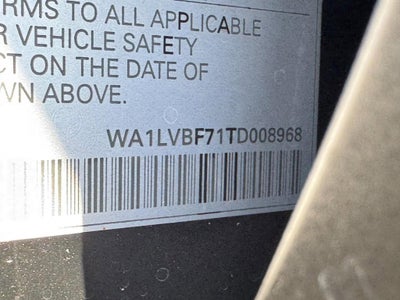 RMS TO ALL APPLICABLE
R VEHICLE SAFETY
CT ON THE DATE OF
WN ABOVE.
WA1LVBF71TD008968